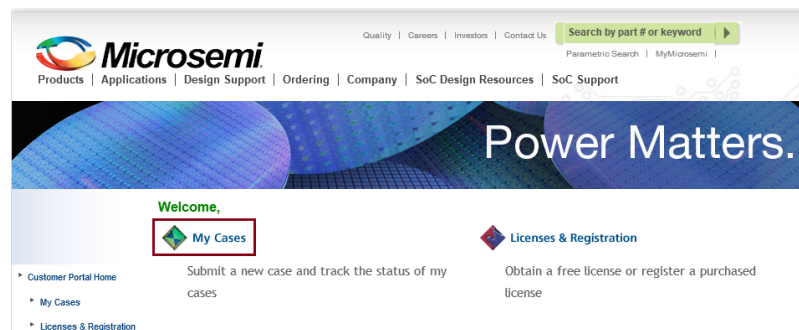 Quality | Careers | Investors | Contact Us
Search by part # or keyword
Microsemi.
Parametric Search | MyMicrosemi |
Products | Applications | Design Support | Ordering | Company | SoC Design Resources | SoC Support
Power Matters.
Welcome,
My Cases
Licenses & Registration
Submit a new case and track the status of my
cases
Obtain a free license or register a purchased
license
Customer Portal Home
My Cases
Licenses & Registration